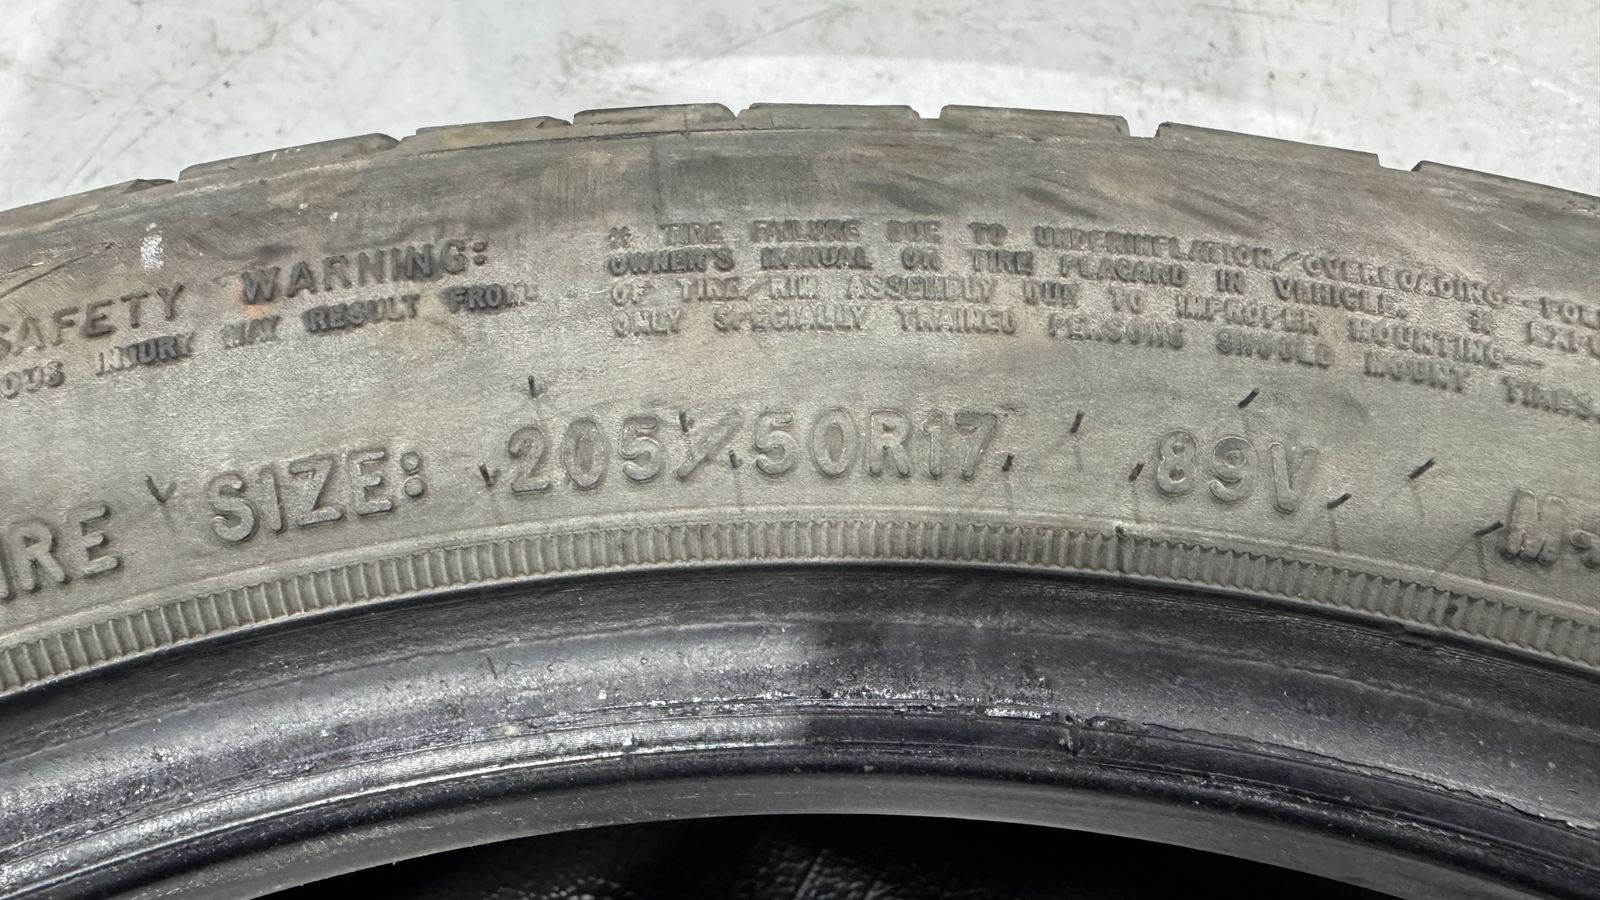 SAFETY WARNING:
INJURY MAY RESULT FROM:
* TIRE FAILURE DUE TO UNDERINFLATION/OVERLOADING—
OWNER'S MANUAL OR TIRE PLACARD IN VEHICLE. *
OF TIRE/RIM ASSEMBLY DUE TO IMPROPER MOUNTING—
ONLY SPECIALLY TRAINED PERSONS SHOULD MOUNT TIRES.
SIZE: 205/50R17 89V